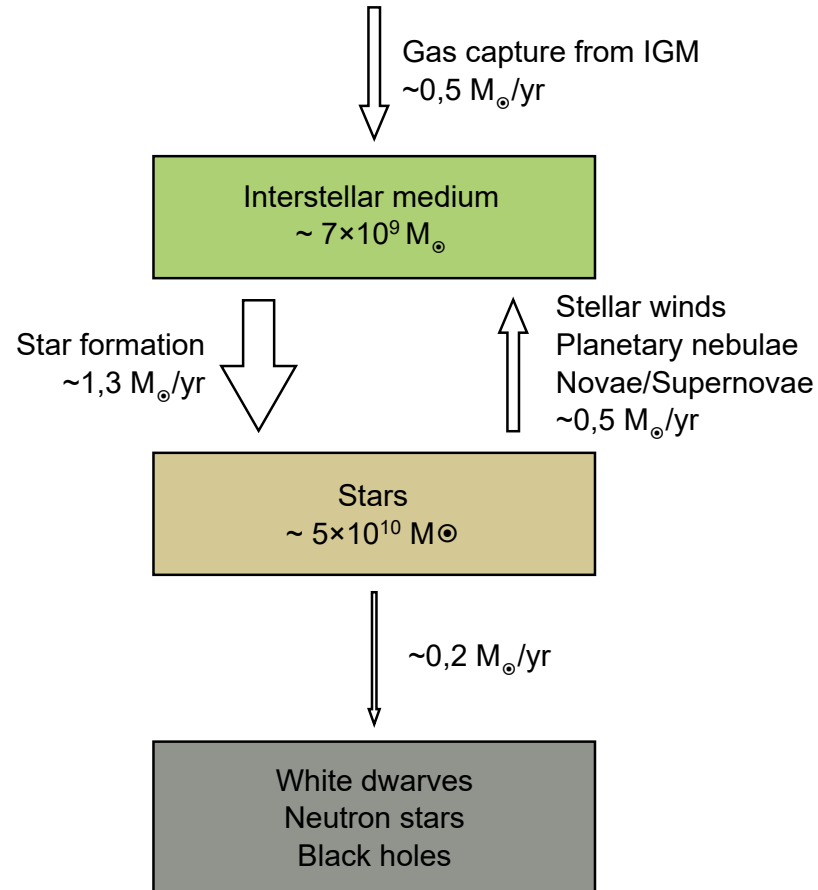 Gas capture from IGM
~0,5 M☉/yr
Interstellar medium
~ 7×10⁹ M☉
Star formation
~1,3 M☉/yr
Stellar winds
Planetary nebulae
Novae/Supernovae
~0,5 M☉/yr
Stars
~ 5×10¹⁰ M☉
~0,2 M☉/yr
White dwarves
Neutron stars
Black holes